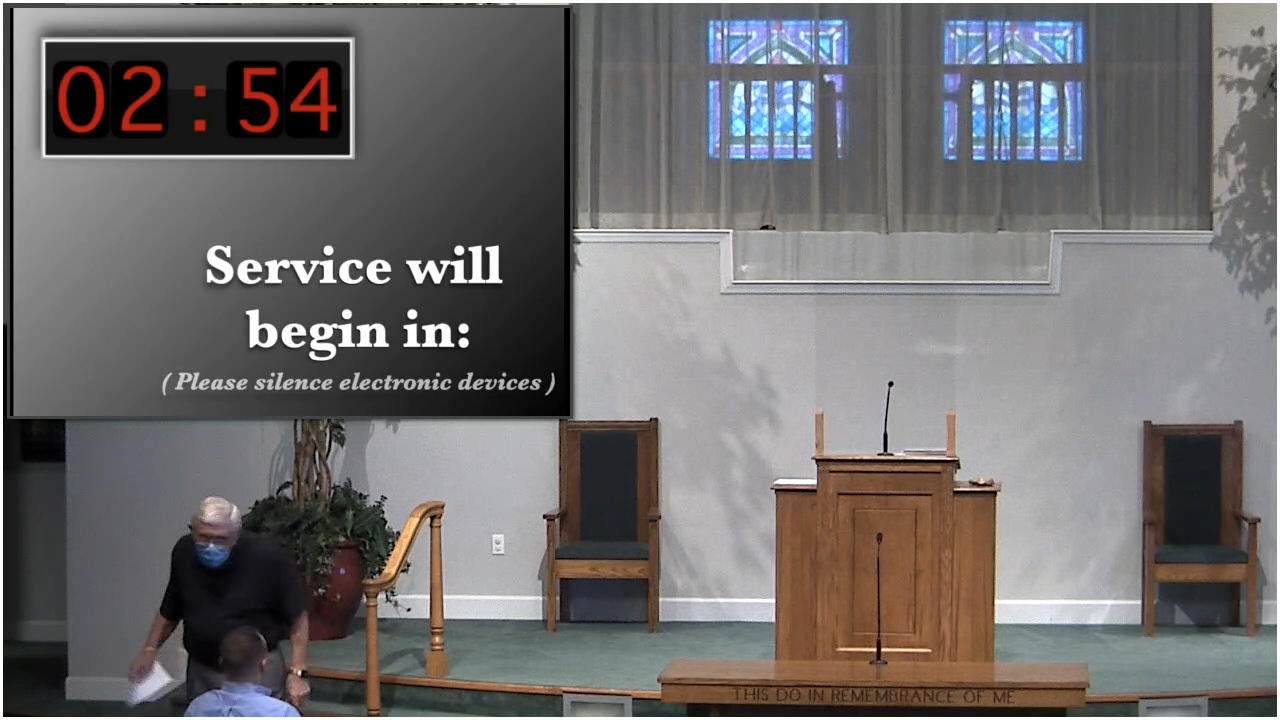 02:54
Service will
begin in:
( Please silence electronic devices )
THIS DO IN REMEMBRANCE OF ME